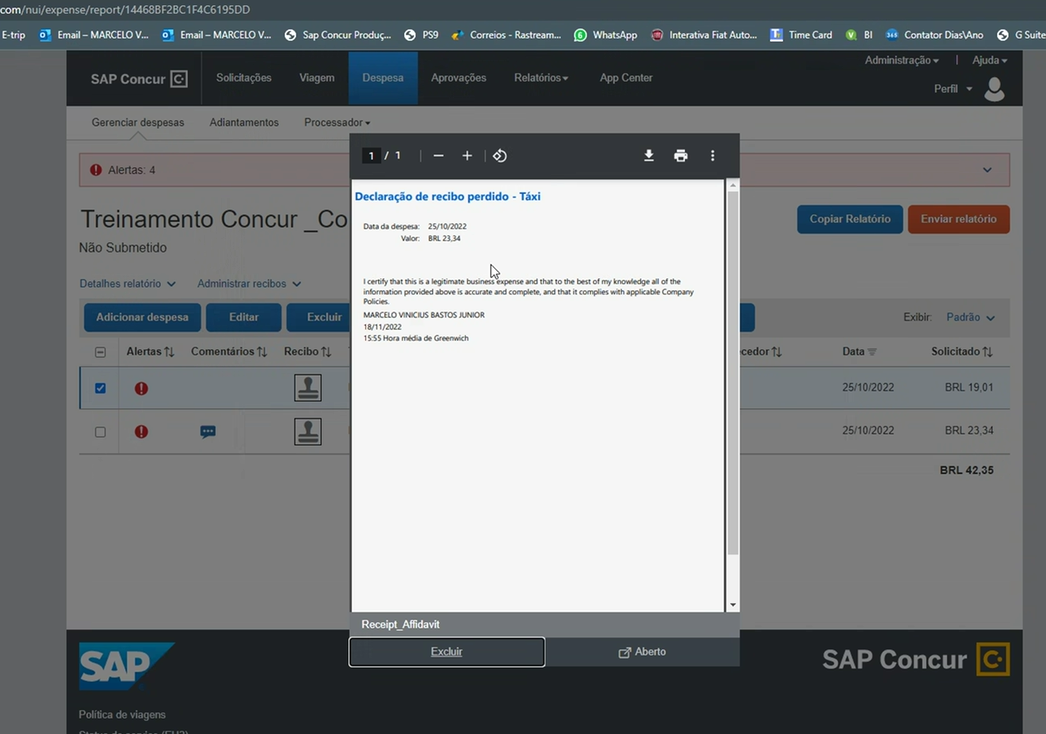 com/nui/expense/report/14468BF2BC1F4C6195DD
E-trip Email – MARCELO V... Email – MARCELO V... Sap Concur Produç... PS9 Correios - Rastream... WhatsApp Interativa Fiat Auto... Time Card BI Contator Dias\Ano G Suite
Administração | Ajuda
SAP Concur C Solicitações Viagem Despesa Aprovações Relatórios App Center
Perfil
Gerenciar despesas Adiantamentos Processador
1 / 1
Alertas: 4
Declaração de recibo perdido - Táxi
Treinamento Concur _Co
Copiar Relatório Enviar relatório
Data da despesa: 25/10/2022
Valor: BRL 23,34
Não Submetido
Detalhes relatório Administrar recibos
I certify that this is a legitimate business expense and that to the best of my knowledge all of the
information provided above is accurate and complete, and that it complies with applicable Company
Policies.
MARCELO VINICIUS BASTOS JUNIOR
18/11/2022
15:55 Hora média de Greenwich
Adicionar despesa Editar Excluir Exibir: Padrão
Alertas Comentários Recibo cedor Data Solicitado
25/10/2022 BRL 19,01
25/10/2022 BRL 23,34
BRL 42,35
Receipt_Affidavit
Excluir Aberto
SAP SAP Concur C
Política de viagens